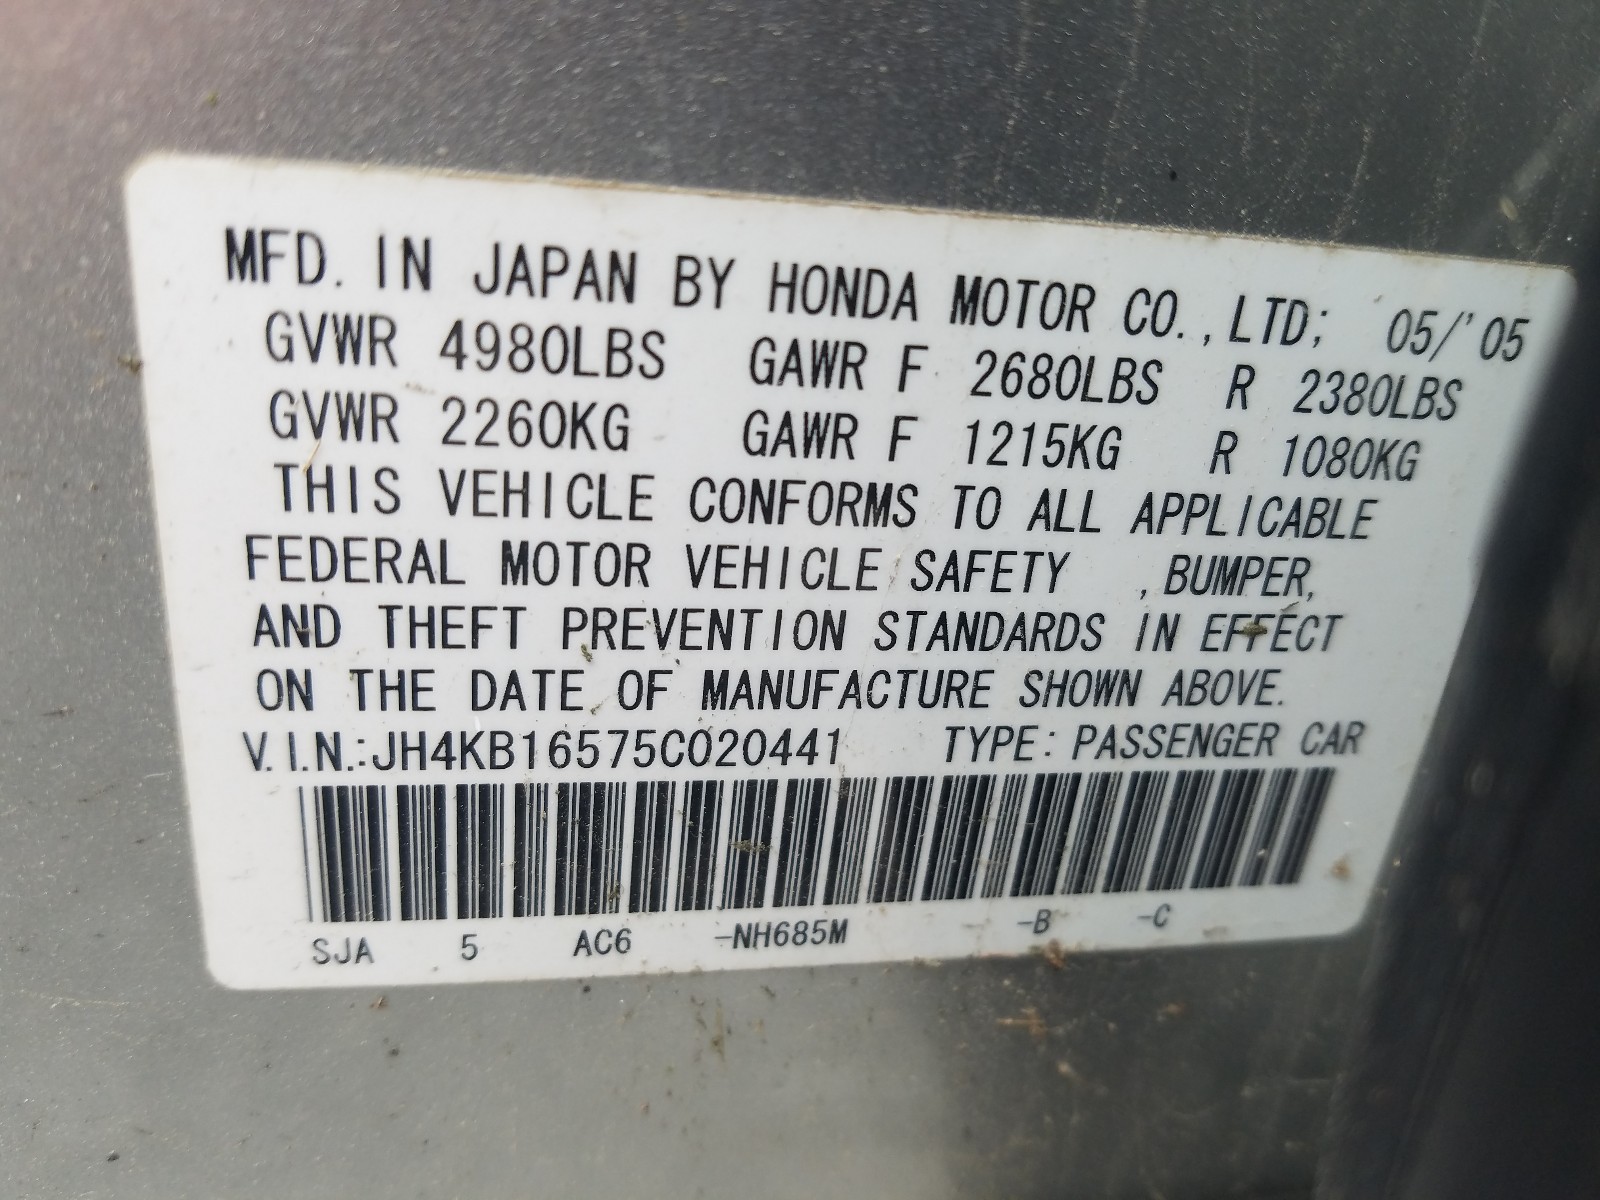 MFD. IN JAPAN BY HONDA MOTOR CO., LTD; 05/'05
GVWR 4980LBS GAWR F 2680LBS R 2380LBS
GVWR 2260KG GAWR F 1215KG R 1080KG
THIS VEHICLE CONFORMS TO ALL APPLICABLE
FEDERAL MOTOR VEHICLE SAFETY , BUMPER,
AND THEFT PREVENTION STANDARDS IN EFFECT
ON THE DATE OF MANUFACTURE SHOWN ABOVE.
V.I.N.:JH4KB16575C020441 TYPE: PASSENGER CAR
SJA 5 AC6 -NH685M -B -C